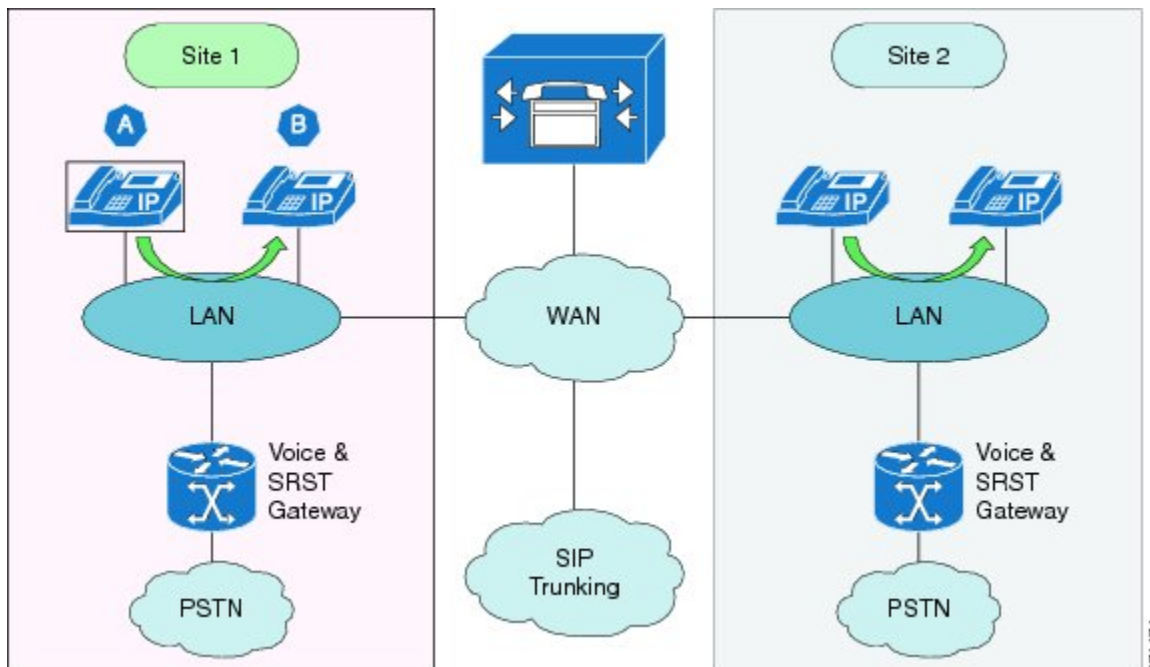 Site 1
Site 2
A
B
IP
IP
IP
IP
LAN
WAN
LAN
Voice &
SRST
Gateway
Voice &
SRST
Gateway
SIP
Trunking
PSTN
PSTN